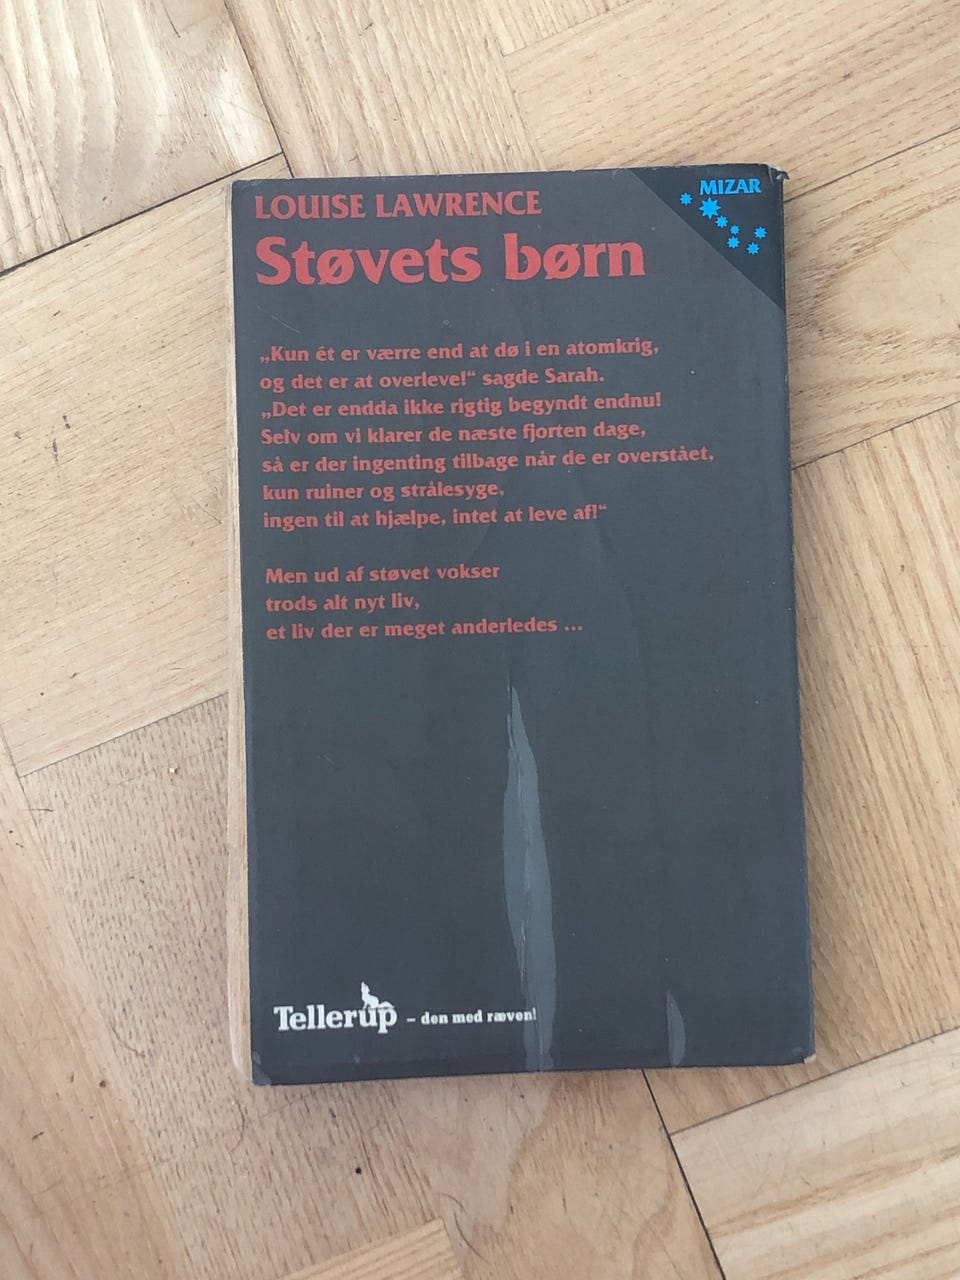 LOUISE LAWRENCE
MIZAR
Støvets børn
„Kun ét er værre end at dø i en atomkrig,
og det er at overleve!“ sagde Sarah.
„Det er endda ikke rigtig begyndt endnu!
Selv om vi klarer de næste fjorten dage,
så er der ingenting tilbage når de er overstået,
kun ruiner og strålesyge,
ingen til at hjælpe, intet at leve af!“
Men ud af støvet vokser
trods alt nyt liv,
et liv der er meget anderledes ...
Tellerup – den med ræven!